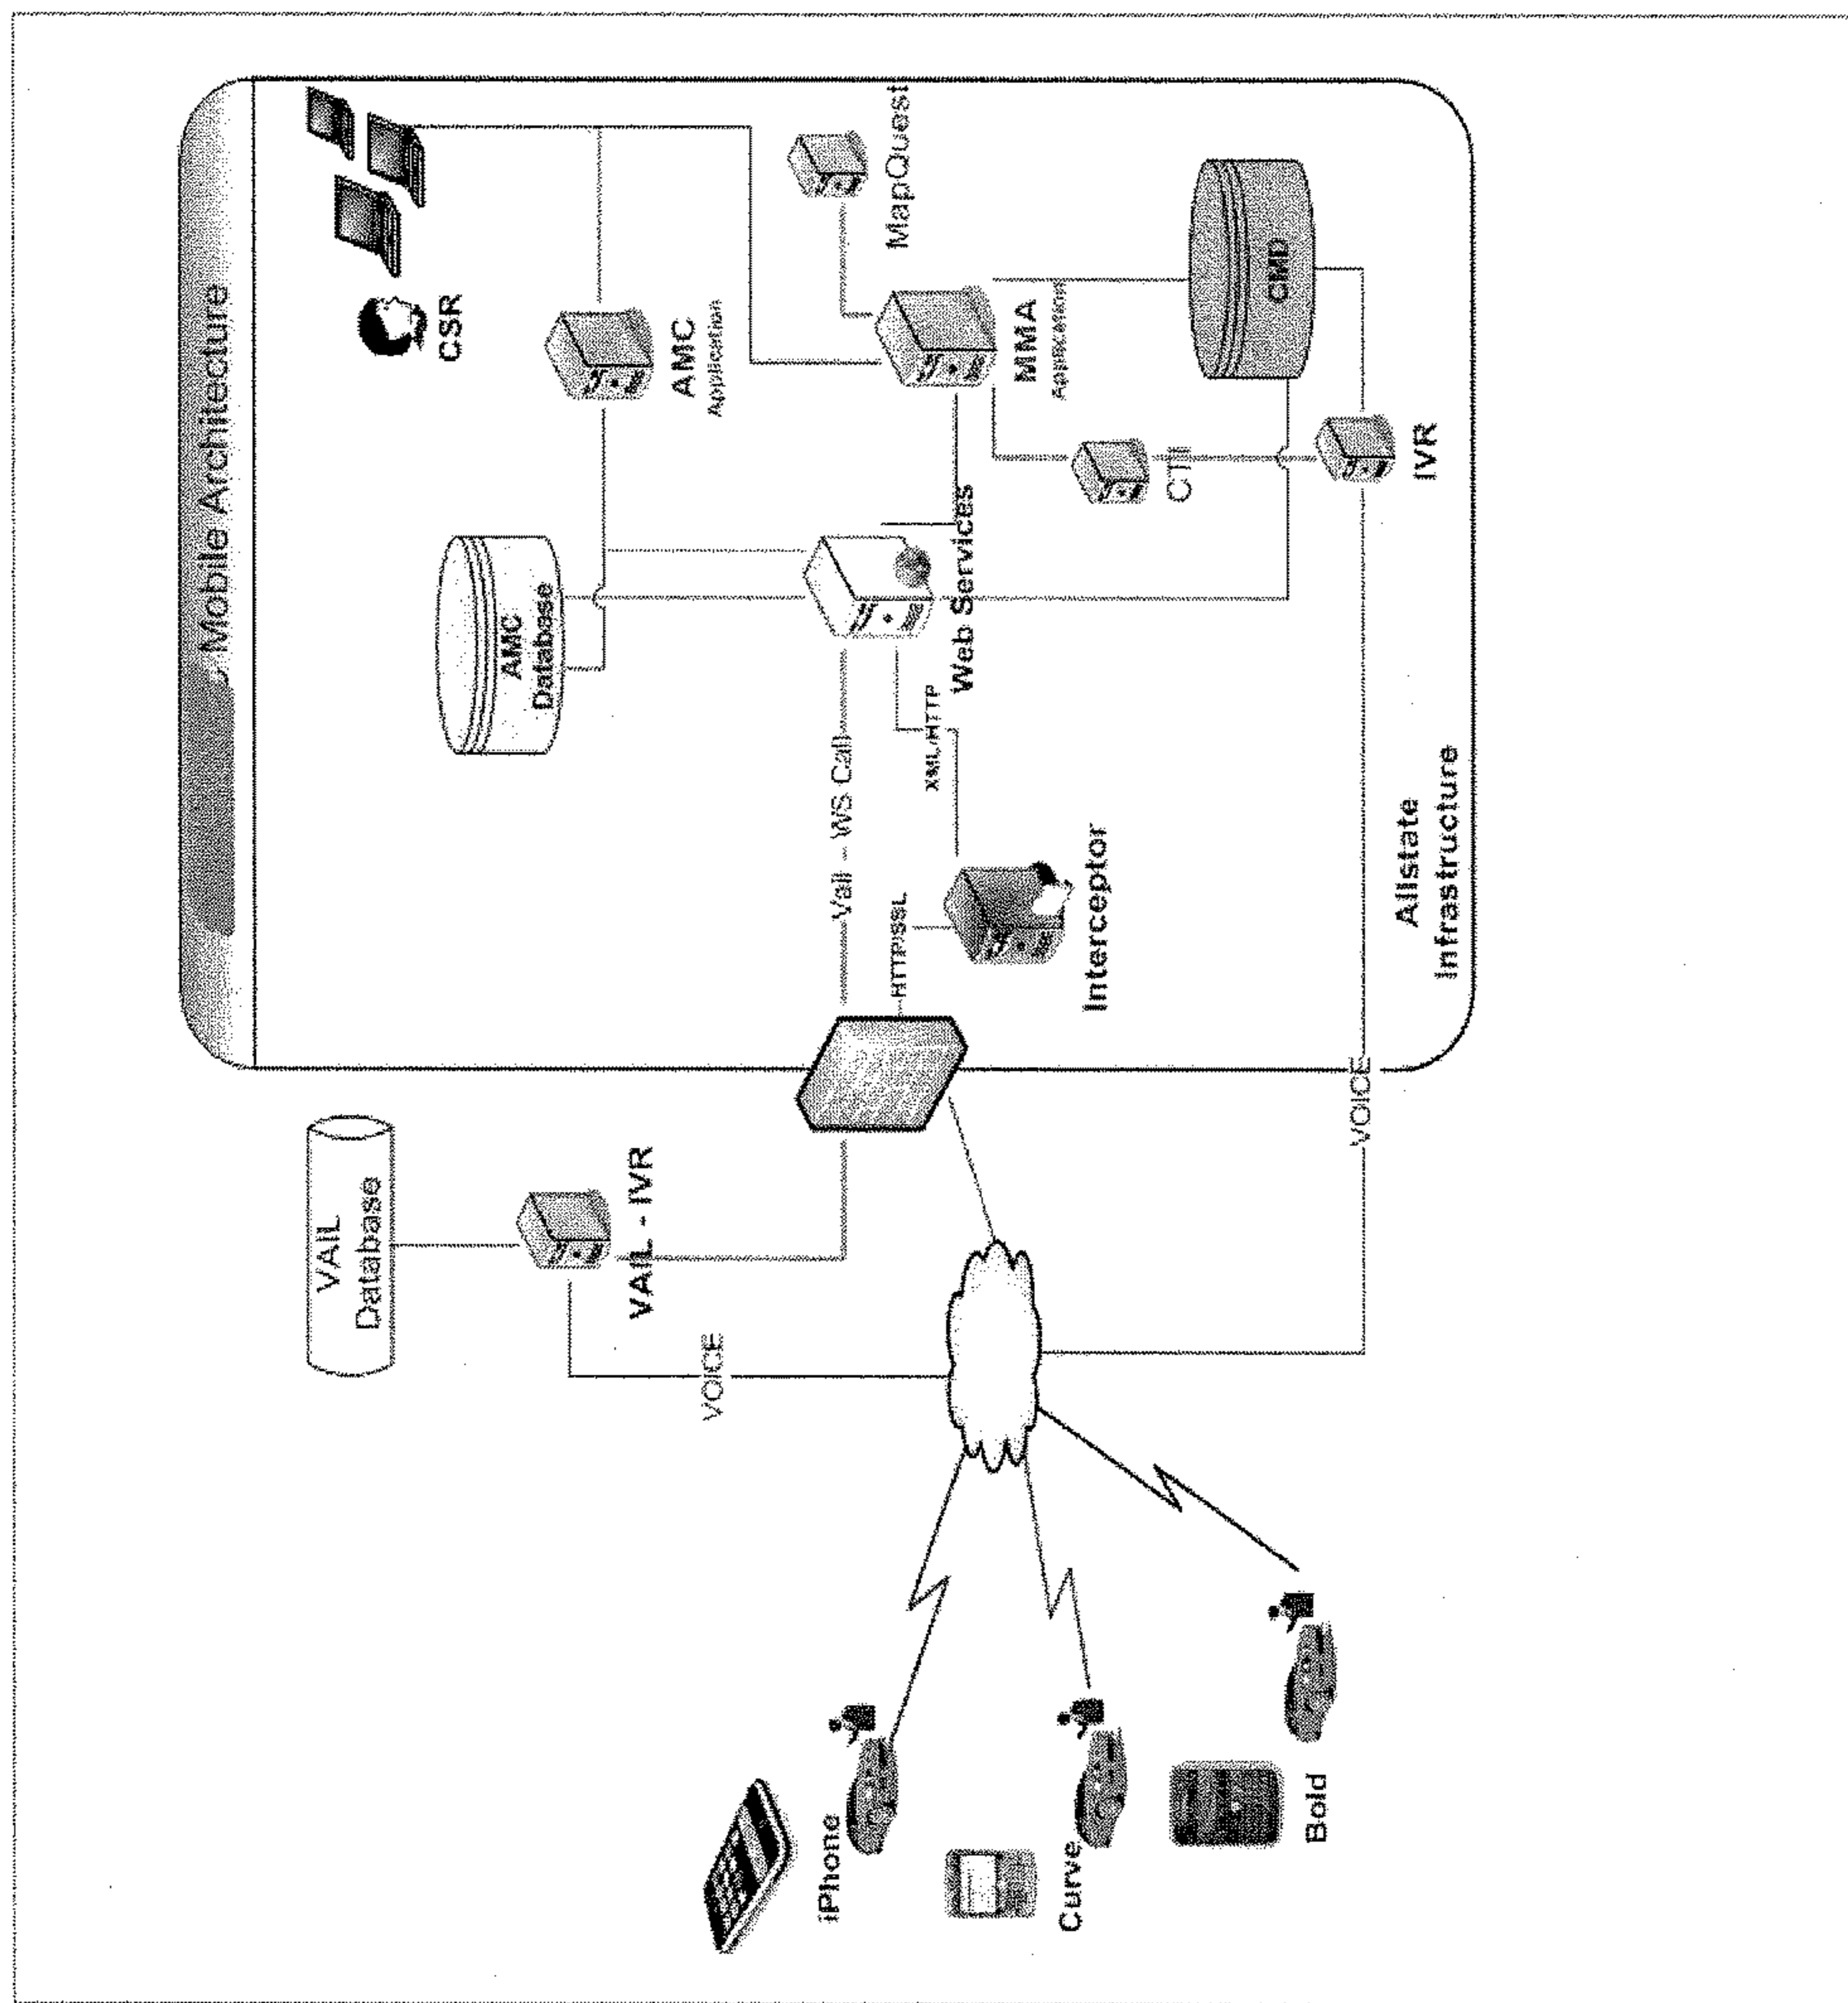 Mobile Architecture
CSR
AMC
Application
MapQuest
MMA
Application
CMD
AMC
Database
Web Services
CTI
IVR
Vail - WS Call
XML/HTTP
HTTP/SSL
Interceptor
Allstate
Infrastructure
VAIL
Database
VAIL - IVR
VOICE
VOICE
iPhone
Curve
Bold